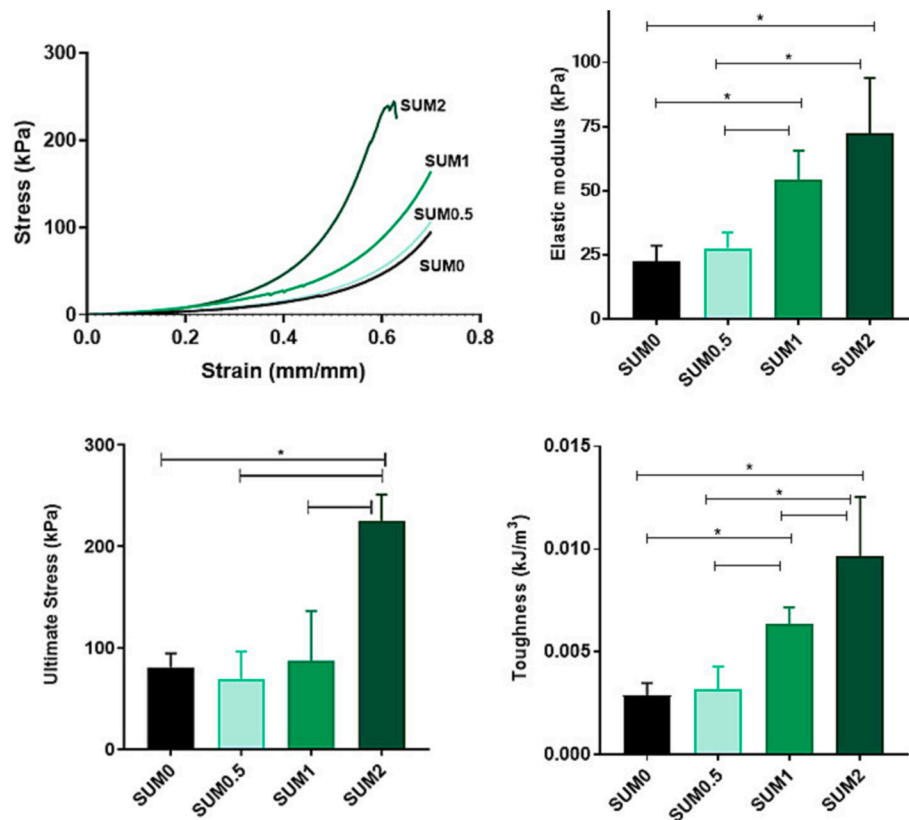 300
200
100
0
Stress (kPa)
0.0 0.2 0.4 0.6 0.8
Strain (mm/mm)
SUM2
SUM1
SUM0.5
SUM0
100
75
50
25
0
Elastic modulus (kPa)
*
*
*
SUM0 SUM0.5 SUM1 SUM2
300
200
100
0
Ultimate Stress (kPa)
*
SUM0 SUM0.5 SUM1 SUM2
0.015
0.010
0.005
0.000
Toughness (kJ/m³)
*
*
*
SUM0 SUM0.5 SUM1 SUM2